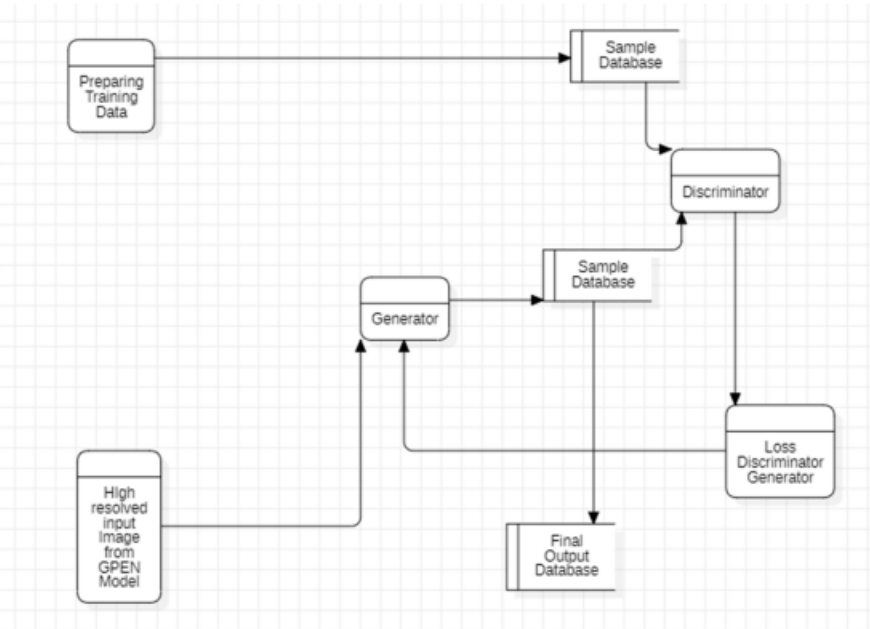 Sample
Database
Preparing
Training
Data
Discriminator
Sample
Database
Generator
Loss
Discriminator
Generator
High
resolved
input
Image
from
GPEN
Model
Final
Output
Database